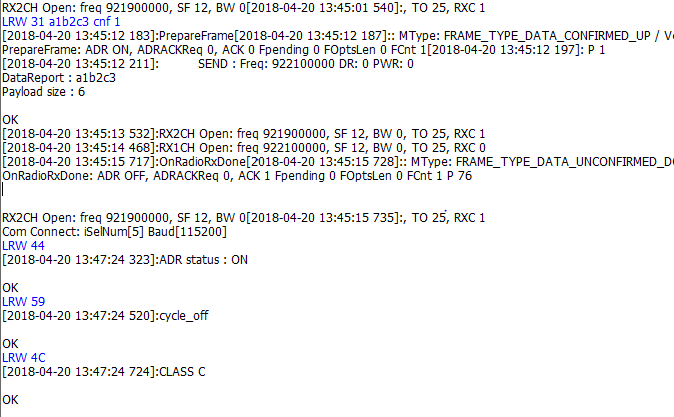 RX2CH Open: freq 921900000, SF 12, BW 0[2018-04-20 13:45:01 540]:, TO 25, RXC 1
LRW 31 a1b2c3 cnf 1
[2018-04-20 13:45:12 183]:PrepareFrame[2018-04-20 13:45:12 187]:: MType: FRAME_TYPE_DATA_CONFIRMED_UP / Ve
PrepareFrame: ADR ON, ADRACKReq 0, ACK 0 Fpending 0 FOptsLen 0 FCnt 1[2018-04-20 13:45:12 197]: P 1
[2018-04-20 13:45:12 211]: SEND : Freq: 922100000 DR: 0 PWR: 0
DataReport : a1b2c3
Payload size : 6
OK
[2018-04-20 13:45:13 532]:RX2CH Open: freq 921900000, SF 12, BW 0, TO 25, RXC 1
[2018-04-20 13:45:14 468]:RX1CH Open: freq 922100000, SF 12, BW 0, TO 25, RXC 0
[2018-04-20 13:45:15 717]:OnRadioRxDone[2018-04-20 13:45:15 728]:: MType: FRAME_TYPE_DATA_UNCONFIRMED_DO
OnRadioRxDone: ADR OFF, ADRACKReq 0, ACK 1 Fpending 0 FOptsLen 0 FCnt 1 P 76
RX2CH Open: freq 921900000, SF 12, BW 0[2018-04-20 13:45:15 735]:, TO 25, RXC 1
Com Connect: iSelNum[5] Baud[115200]
LRW 44
[2018-04-20 13:47:24 323]:ADR status : ON
OK
LRW 59
[2018-04-20 13:47:24 520]:cycle_off
OK
LRW 4C
[2018-04-20 13:47:24 724]:CLASS C
OK